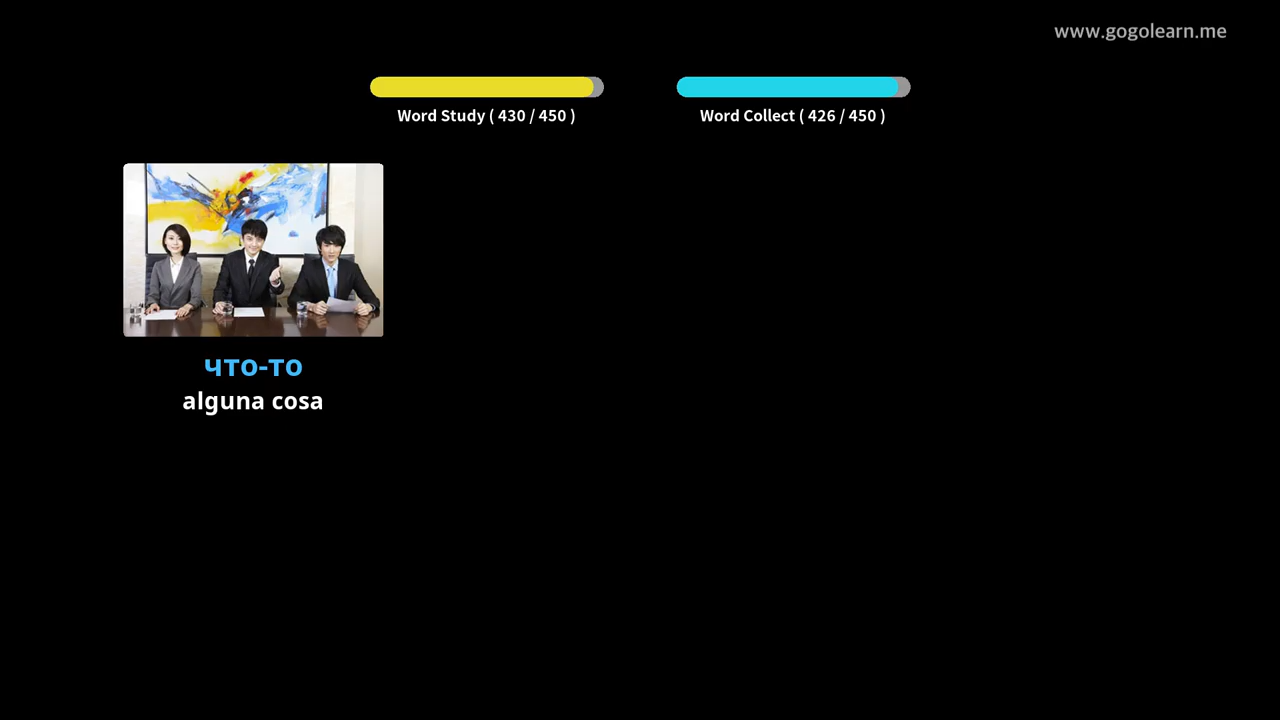 www.gogolearn.me
Word Study ( 430 / 450 )
Word Collect ( 426 / 450 )
что-то
alguna cosa